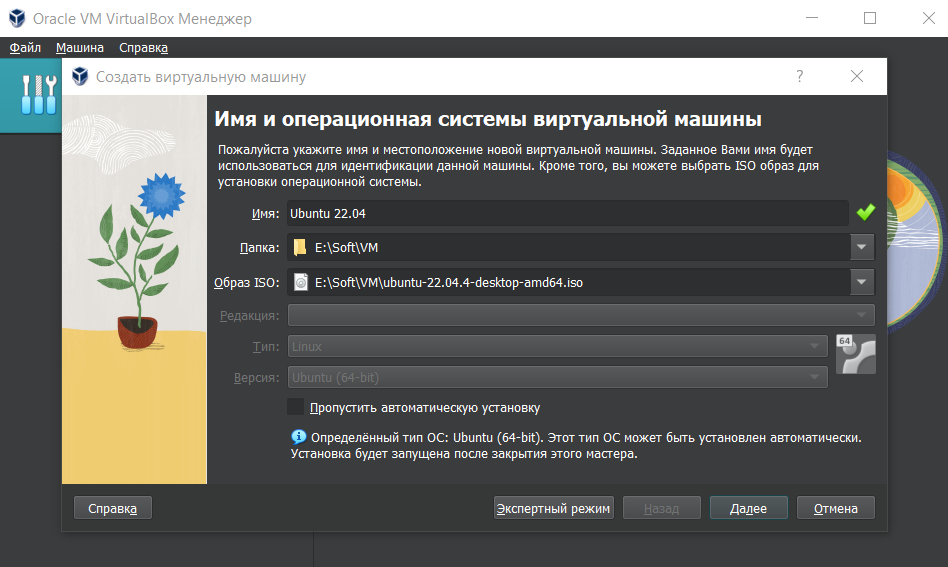 Oracle VM VirtualBox Менеджер
Файл Машина Справка
Создать виртуальную машину ?
Имя и операционная системы виртуальной машины
Пожалуйста укажите имя и местоположение новой виртуальной машины. Заданное Вами имя будет
использоваться для идентификации данной машины. Кроме того, вы можете выбрать ISO образ для
установки операционной системы.
Имя: Ubuntu 22.04
Папка: E:\Soft\VM
Образ ISO: E:\Soft\VM\ubuntu-22.04.4-desktop-amd64.iso
Редакция:
Тип: Linux
64
Версия: Ubuntu (64-bit)
Пропустить автоматическую установку
Определённый тип ОС: Ubuntu (64-bit). Этот тип ОС может быть установлен автоматически.
Установка будет запущена после закрытия этого мастера.
Справка Экспертный режим Назад Далее Отмена